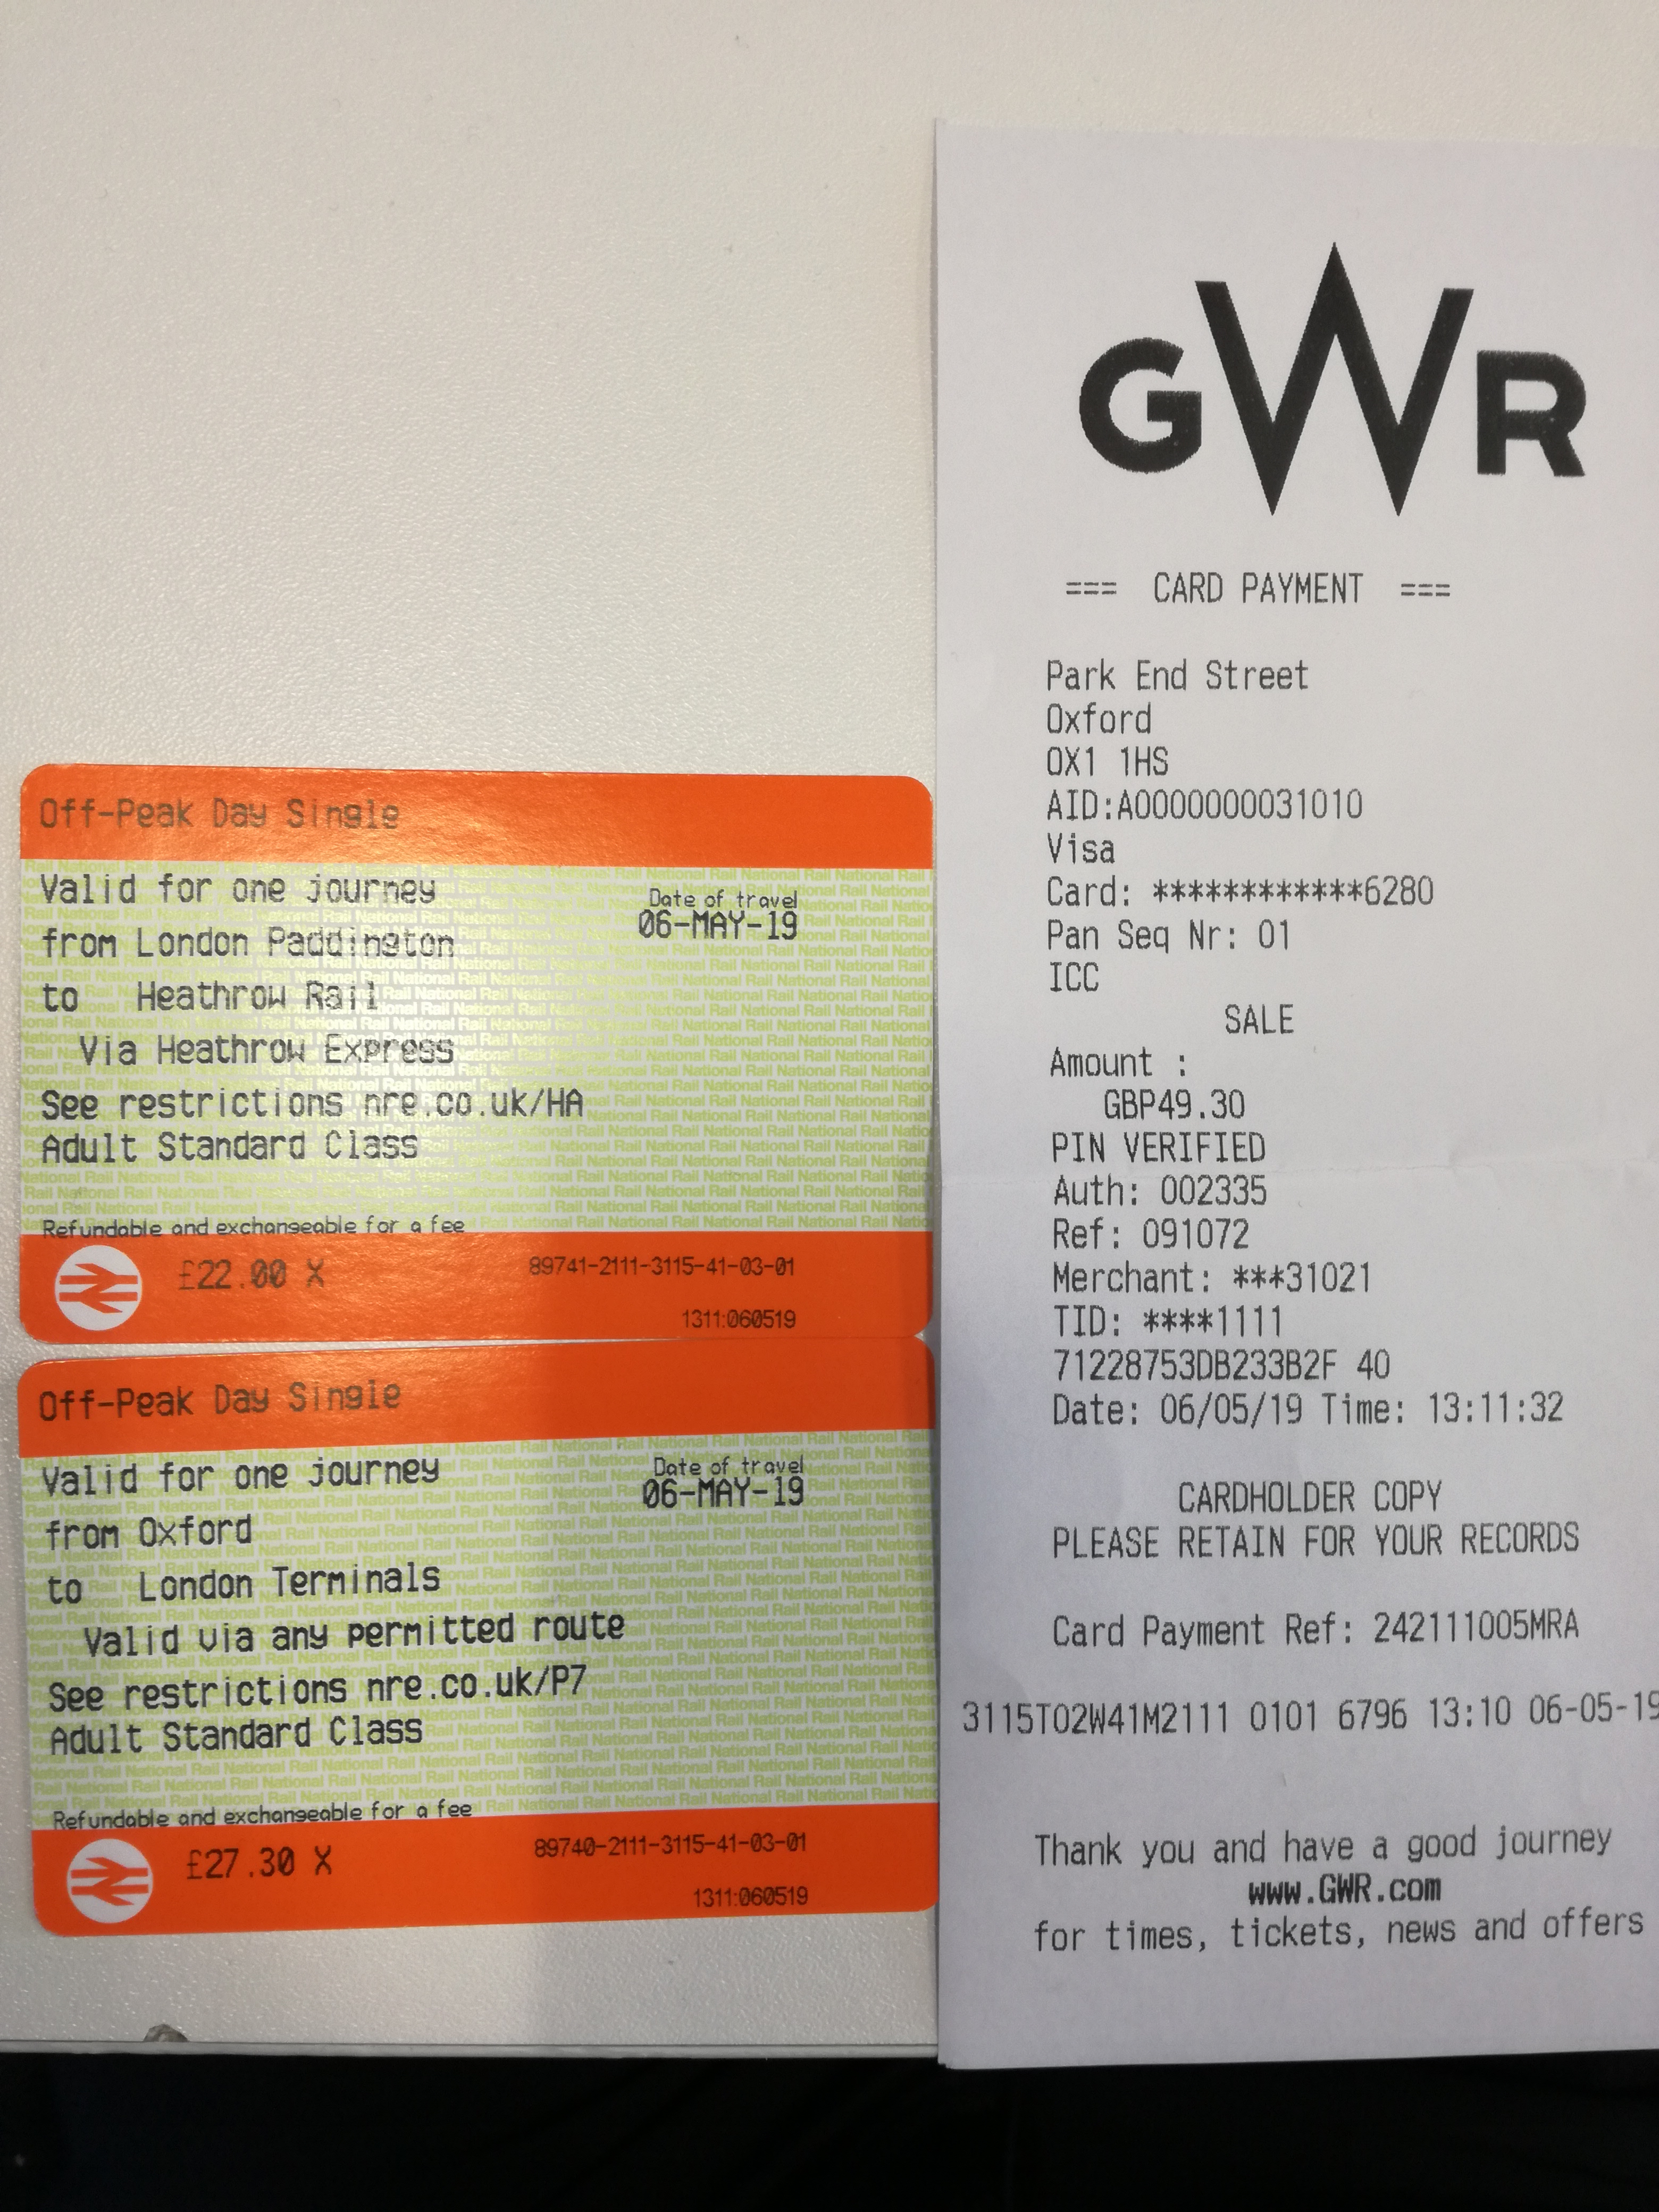 Off-Peak Day Single
Valid for one journey
Date of travel
06-MAY-19
from London Paddington
to Heathrow Rail
Via Heathrow Express
See restrictions nre.co.uk/HA
Adult Standard Class
Refundable and exchangeable for a fee
£22.00 X
89741-2111-3115-41-03-01
1311:060519
Off-Peak Day Single
Valid for one journey
Date of travel
06-MAY-19
from Oxford
to London Terminals
Valid via any permitted route
See restrictions nre.co.uk/P7
Adult Standard Class
Refundable and exchangeable for a fee
£27.30 X
89740-2111-3115-41-03-01
1311:060519
GWR
=== CARD PAYMENT ===
Park End Street
Oxford
OX1 1HS
AID:A0000000031010
Visa
Card: ************6280
Pan Seq Nr: 01
ICC
SALE
Amount :
GBP49.30
PIN VERIFIED
Auth: 002335
Ref: 091072
Merchant: ***31021
TID: ****1111
71228753DB233B2F 40
Date: 06/05/19 Time: 13:11:32
CARDHOLDER COPY
PLEASE RETAIN FOR YOUR RECORDS
Card Payment Ref: 242111005MRA
3115T02W41M2111 0101 6796 13:10 06-05-19
Thank you and have a good journey
www.GWR.com
for times, tickets, news and offers